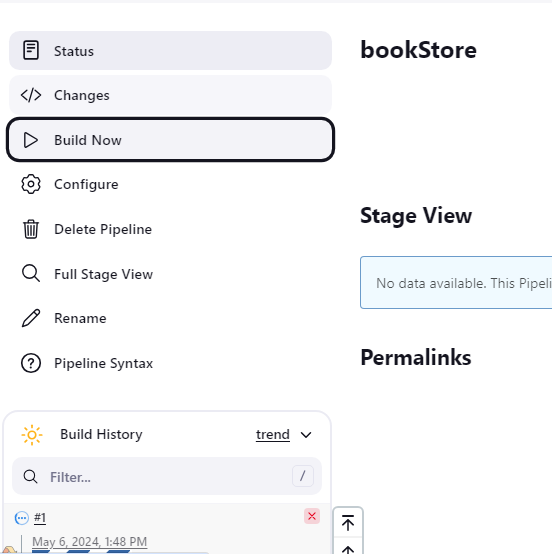 Status
Changes
Build Now
Configure
Delete Pipeline
Full Stage View
Rename
Pipeline Syntax
Build History
trend
Filter...
/
#1
May 6, 2024, 1:48 PM
bookStore
Stage View
No data available. This Pipeli
Permalinks